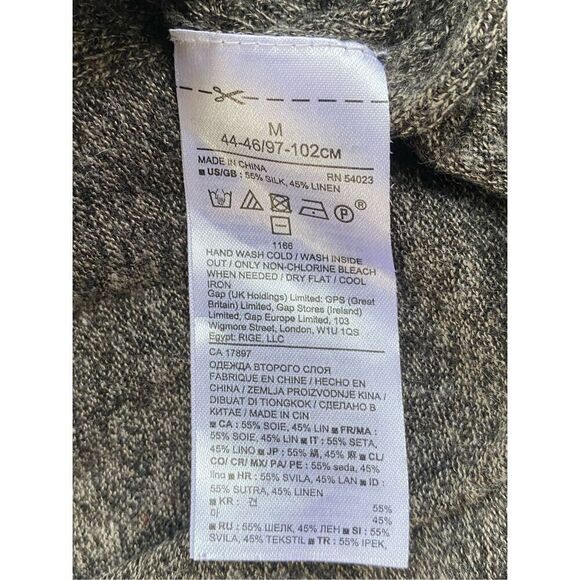 M
44-46/97-102CM
MADE IN CHINA RN 54023
■ US/GB : 55% SILK, 45% LINEN
P ®
1166
HAND WASH COLD / WASH INSIDE
OUT / ONLY NON-CHLORINE BLEACH
WHEN NEEDED / DRY FLAT / COOL
IRON
Gap (UK Holdings) Limited: GPS (Great
Britain) Limited, Gap Stores (Ireland)
Limited, Gap Europe Limited, 103
Wigmore Street, London, W1U 1QS
Egypt: RIGE, LLC
CA 17897
ОДЕЖДА ВТОРОГО СЛОЯ
FABRIQUE EN CHINE / HECHO EN
CHINA / ZEMLJA PROIZVODNJE KINA /
DIBUAT DI TIONGKOK / СДЕЛАНО В
КИТАЕ / MADE IN CIN
■ CA : 55% SOIE, 45% LIN ■ FR/MA :
55% SOIE, 45% LIN ■ IT : 55% SETA,
45% LINO ■ JP : 55% 絹, 45% 麻 ■ CL/
CO/ CR/ MX/ PA/ PE : 55% seda, 45%
lino ■ HR : 55% SVILA, 45% LAN ■ ID :
55% SUTRA, 45% LINEN
■ KR : 견 55%
마 45%
■ RU : 55% ШЕЛК, 45% ЛЕН ■ SI : 55%
SVILA, 45% TEKSTIL ■ TR : 55% IPEK,